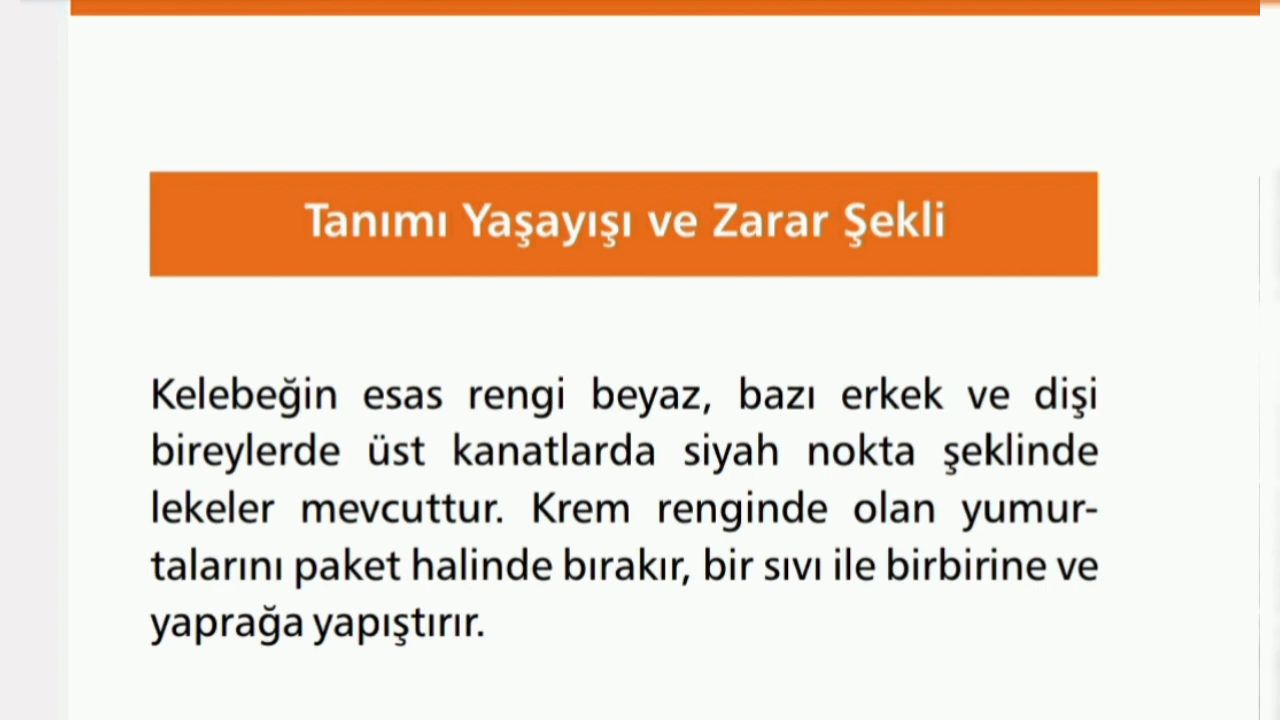 Tanımı Yaşayışı ve Zarar Şekli
Kelebeğin esas rengi beyaz, bazı erkek ve dişi
bireylerde üst kanatlarda siyah nokta şeklinde
lekeler mevcuttur. Krem renginde olan yumur-
talarını paket halinde bırakır, bir sıvı ile birbirine ve
yaprağa yapıştırır.